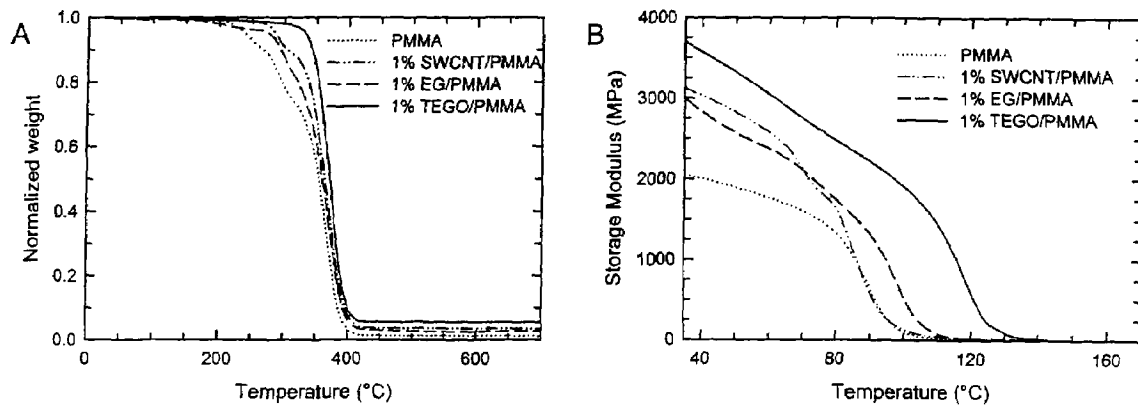 A
1.0
0.8
0.6
0.4
0.2
0.0
Normalized weight
0
200
400
600
Temperature (°C)
PMMA
1% SWCNT/PMMA
1% EG/PMMA
1% TEGO/PMMA
B
4000
3000
2000
1000
0
Storage Modulus (MPa)
40
80
120
160
Temperature (°C)
PMMA
1% SWCNT/PMMA
1% EG/PMMA
1% TEGO/PMMA